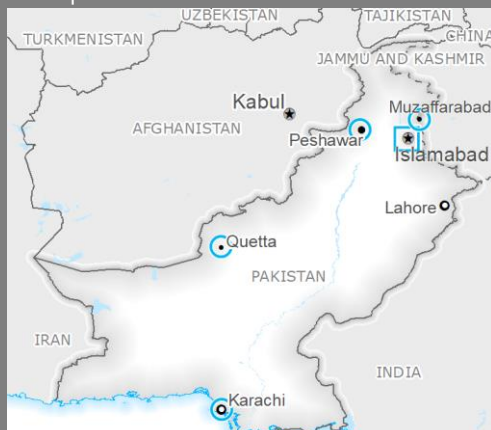 UZBEKISTAN
TAJIKISTAN
TURKMENISTAN
CHINA
JAMMU AND KASHMIR
Kabul
Muzaffarabad
AFGHANISTAN
Peshawar
Islamabad
Lahore
Quetta
PAKISTAN
IRAN
INDIA
Karachi